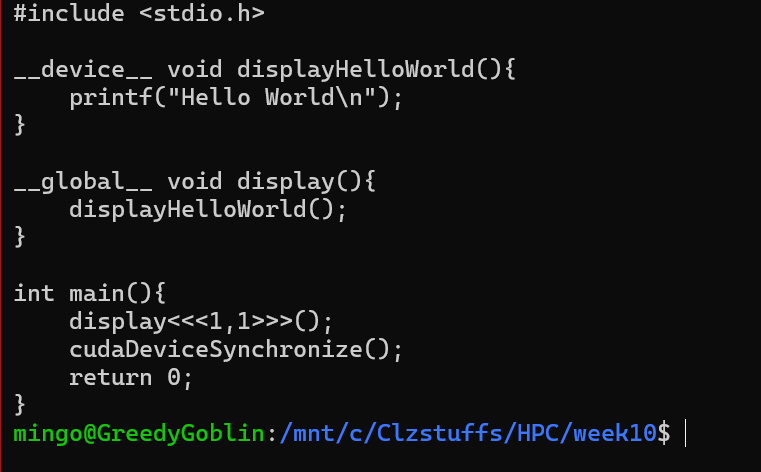 #include <stdio.h>

__device__ void displayHelloWorld(){
    printf("Hello World\n");
}

__global__ void display(){
    displayHelloWorld();
}

int main(){
    display<<<1,1>>>();
    cudaDeviceSynchronize();
    return 0;
}
mingo@GreedyGoblin:/mnt/c/Clzstuffs/HPC/week10$